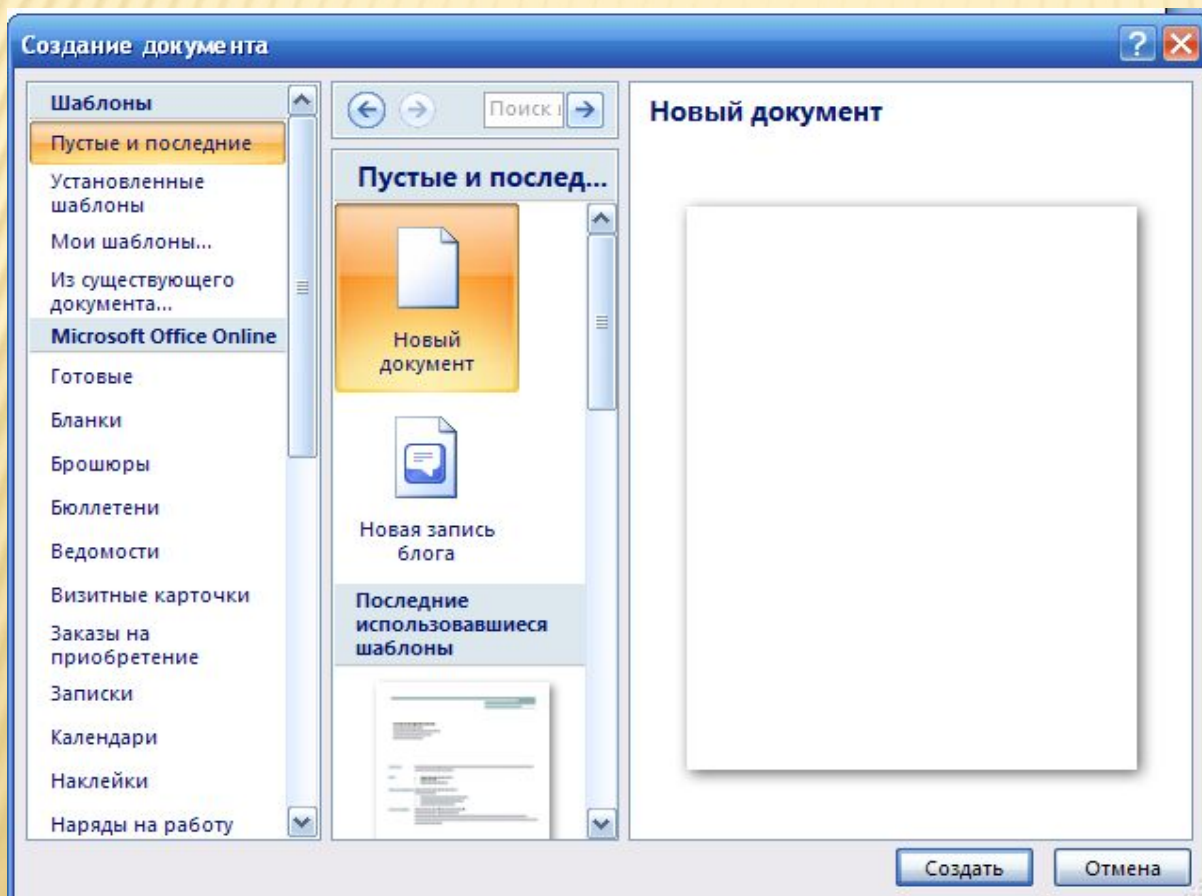 Создание документа
?
Шаблоны
Пустые и последние
Установленные
шаблоны
Мои шаблоны...
Из существующего
документа...
Microsoft Office Online
Готовые
Бланки
Брошюры
Бюллетени
Ведомости
Визитные карточки
Заказы на
приобретение
Записки
Календари
Наклейки
Наряды на работу
Поиск
Пустые и послед...
Новый
документ
Новая запись
блога
Последние
использовавшиеся
шаблоны
Новый документ
Создать
Отмена